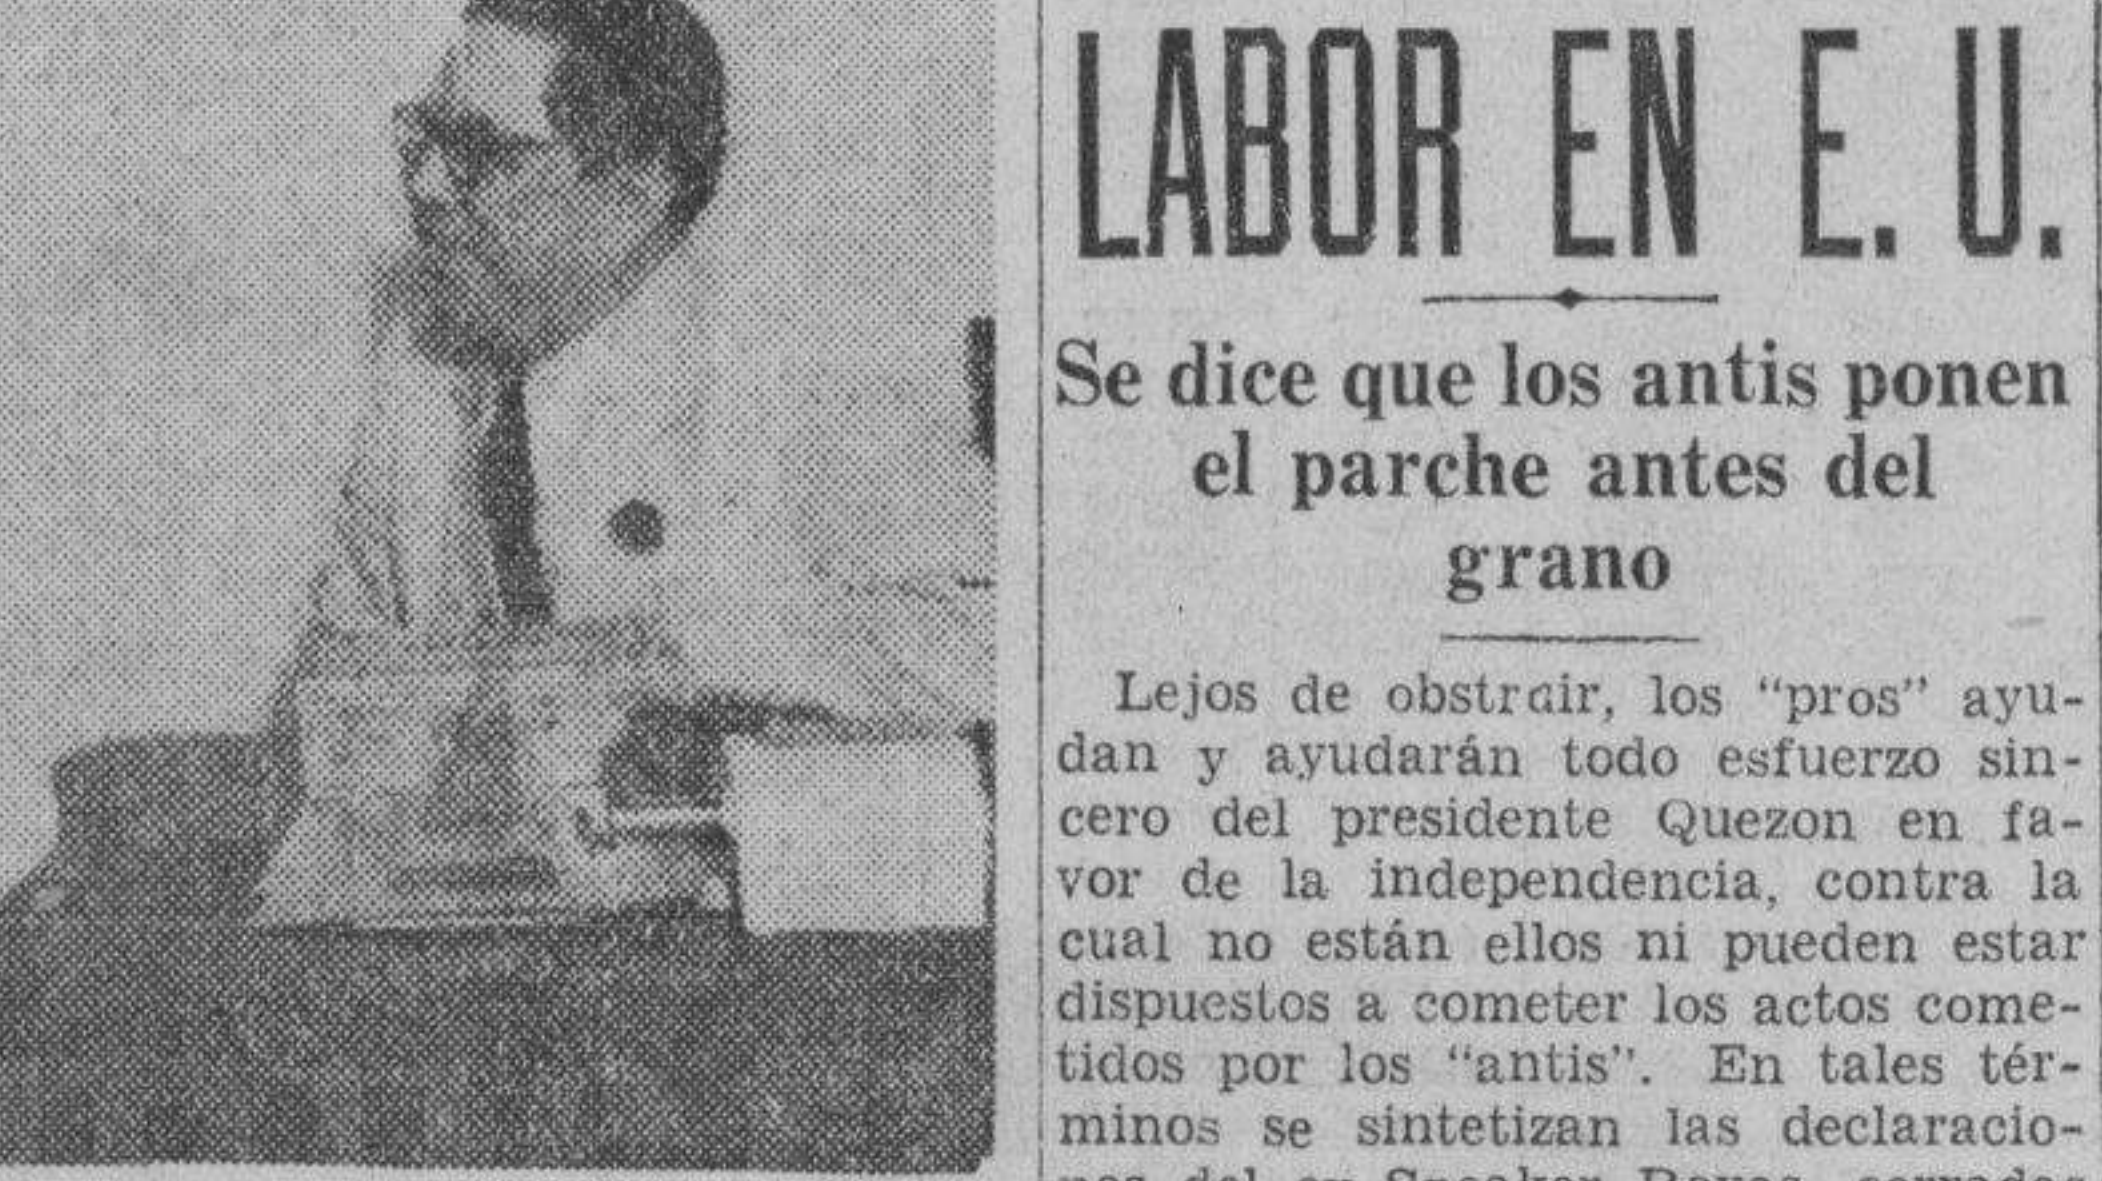 LABOR EN E. U.
Se dice que los antis ponen
el parche antes del
grano
Lejos de obstruir, los "pros" ayu-
dan y ayudarán todo esfuerzo sin-
cero del presidente Quezon en fa-
vor de la independencia, contra la
cual no están ellos ni pueden estar
dispuestos a cometer los actos come-
tidos por los "antis". En tales tér-
minos se sintetizan las declaracio-